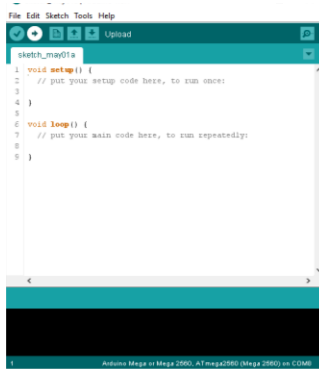 File Edit Sketch Tools Help
Upload
sketch_may01a
1 void setup() {
2 // put your setup code here, to run once:
3
4 }
5
6 void loop() {
7 // put your main code here, to run repeatedly:
8
9 }
1 Arduino Mega or Mega 2560, ATmega2560 (Mega 2560) on COM9